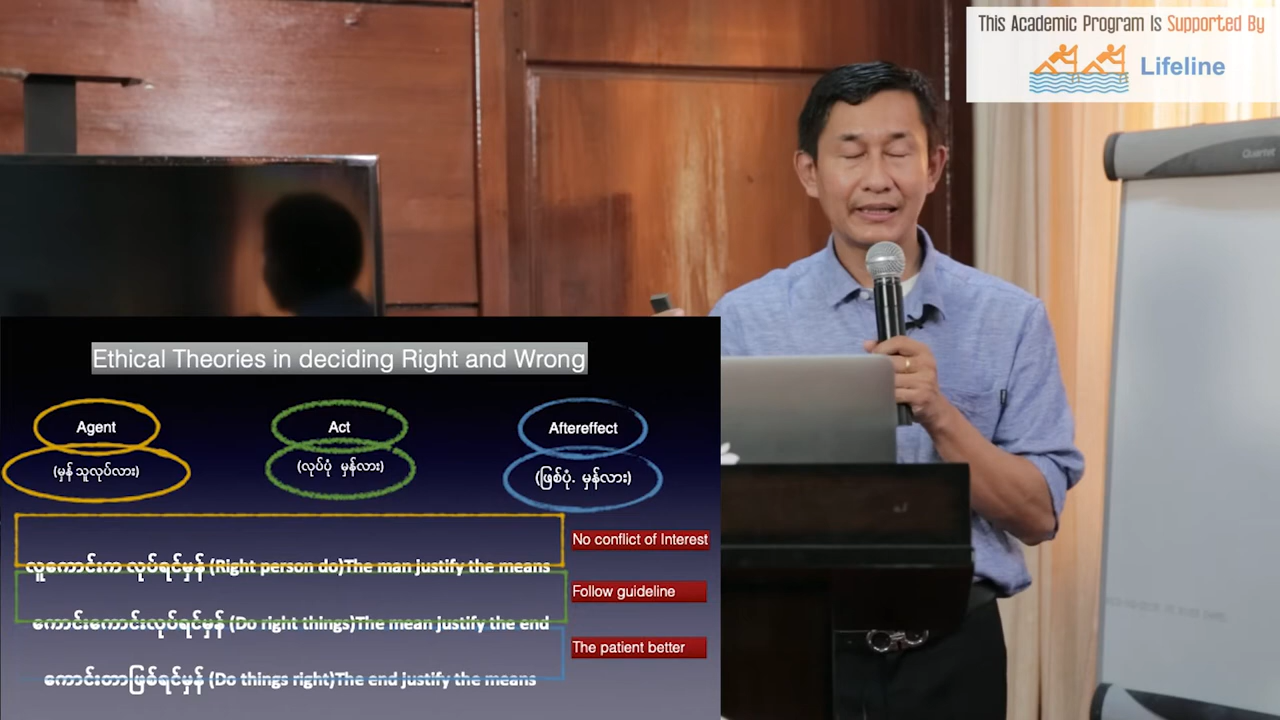 This Academic Program Is Supported By
Lifeline
Quartet
Ethical Theories in deciding Right and Wrong
Agent
Act
Aftereffect
(မှန် သူလုပ်လား)
(လုပ်ပုံ မှန်လား)
(ဖြစ်ပုံ. မှန်လား)
No conflict of Interest
လူကောင်းက လုပ်ရင်မှန် (Right person do)The man justify the means
Follow guideline
ကောင်းကောင်းလုပ်ရင်မှန် (Do right things)The mean justify the end
The patient better
ကောင်းတာဖြစ်ရင်မှန် (Do things right)The end justify the means